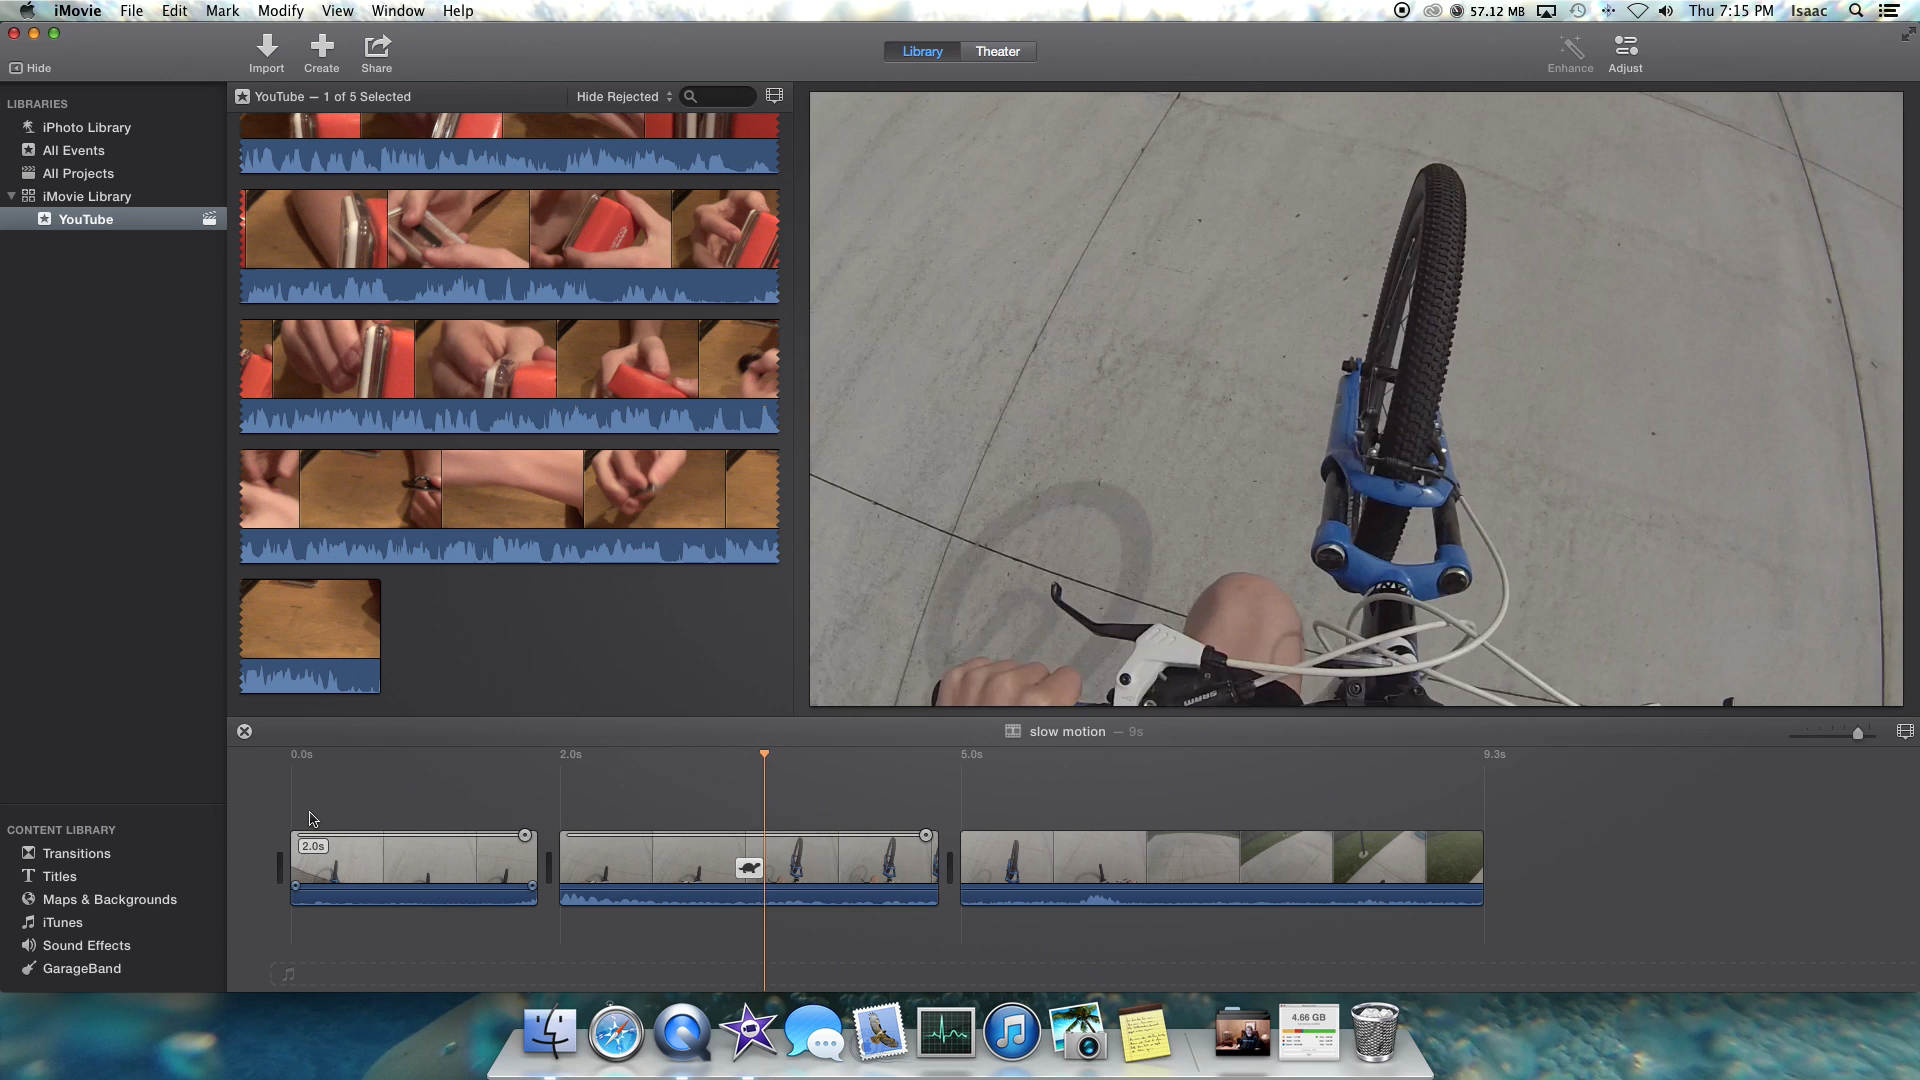 iMovie File Edit Mark Modify View Window Help 57.12 MB Thu 7:15 PM Isaac
Hide
Import Create Share
Library Theater
Enhance Adjust
LIBRARIES
iPhoto Library
All Events
All Projects
iMovie Library
YouTube
YouTube — 1 of 5 Selected Hide Rejected
SRAM
slow motion — 9s
0.0s 2.0s 5.0s 9.3s
2.0s
CONTENT LIBRARY
Transitions
Titles
Maps & Backgrounds
iTunes
Sound Effects
GarageBand
4.66 GB